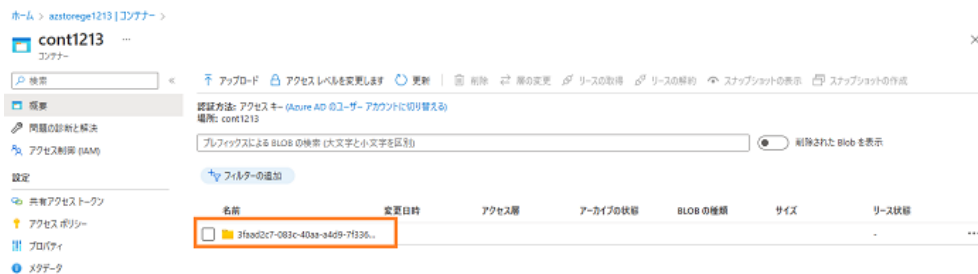 ホーム > azstorege1213 | コンテナー >
cont1213 ...
コンテナー
検索
概要
問題の診断と解決
アクセス制御 (IAM)
設定
共有アクセス トークン
アクセス ポリシー
プロパティ
メタデータ
アップロード アクセス レベルを変更します 更新 削除 層の変更 リースの取得 リースの解約 スナップショットの表示 スナップショットの作成
認証方法: アクセス キー (Azure AD のユーザー アカウントに切り替える)
場所: cont1213
プレフィックスによる BLOB の検索 (大文字と小文字を区別)
削除された Blob を表示
フィルターの追加
名前 変更日時 アクセス層 アーカイブの状態 BLOB の種類 サイズ リース状態
3faad2c7-083c-40aa-a4d9-7f336... - ...